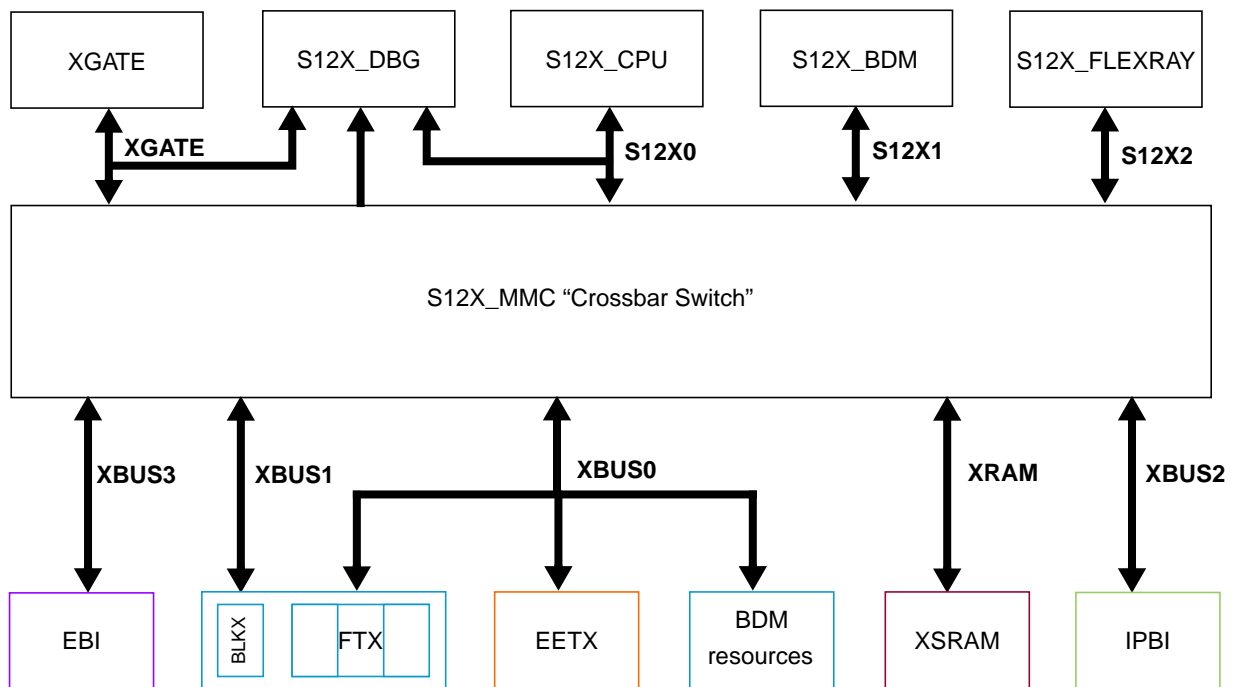 XGATE
S12X_DBG
S12X_CPU
S12X_BDM
S12X_FLEXRAY
XGATE
S12X0
S12X1
S12X2
S12X_MMC “Crossbar Switch”
XBUS3
XBUS1
XBUS0
XRAM
XBUS2
EBI
BLKX
FTX
EETX
BDM
resources
XSRAM
IPBI